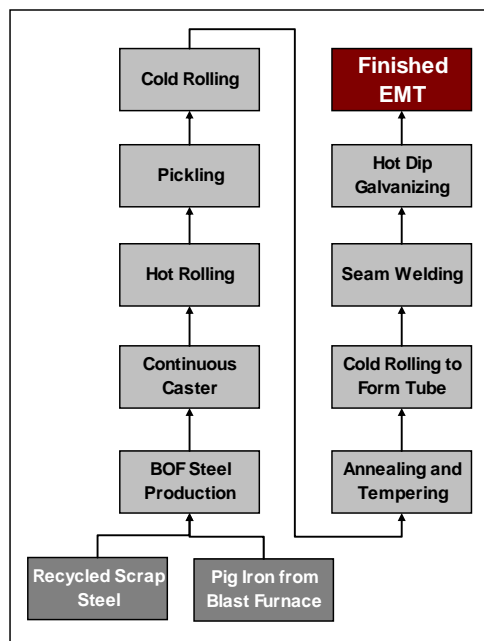 Cold Rolling
Pickling
Hot Rolling
Continuous
Caster
BOF Steel
Production
Recycled Scrap
Steel
Pig Iron from
Blast Furnace
Finished
EMT
Hot Dip
Galvanizing
Seam Welding
Cold Rolling to
Form Tube
Annealing and
Tempering